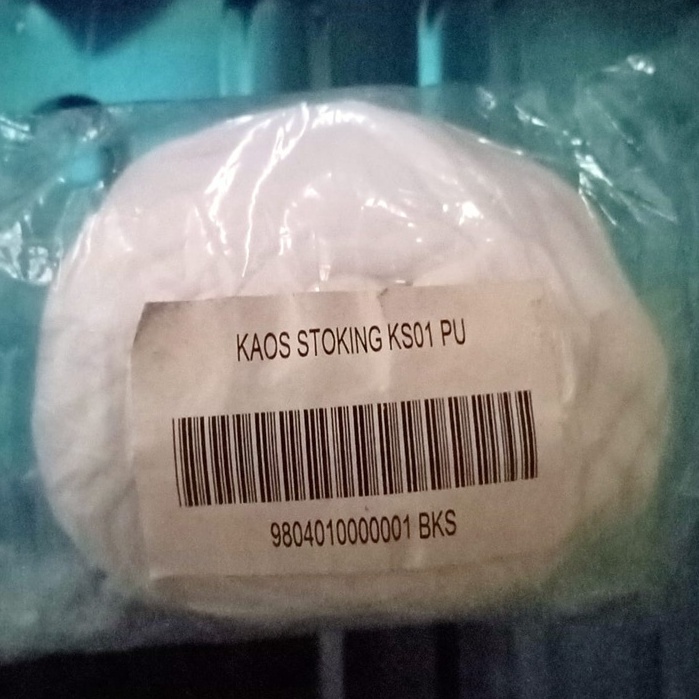 KAOS STOKING KS01 PU
9804010000001 BKS